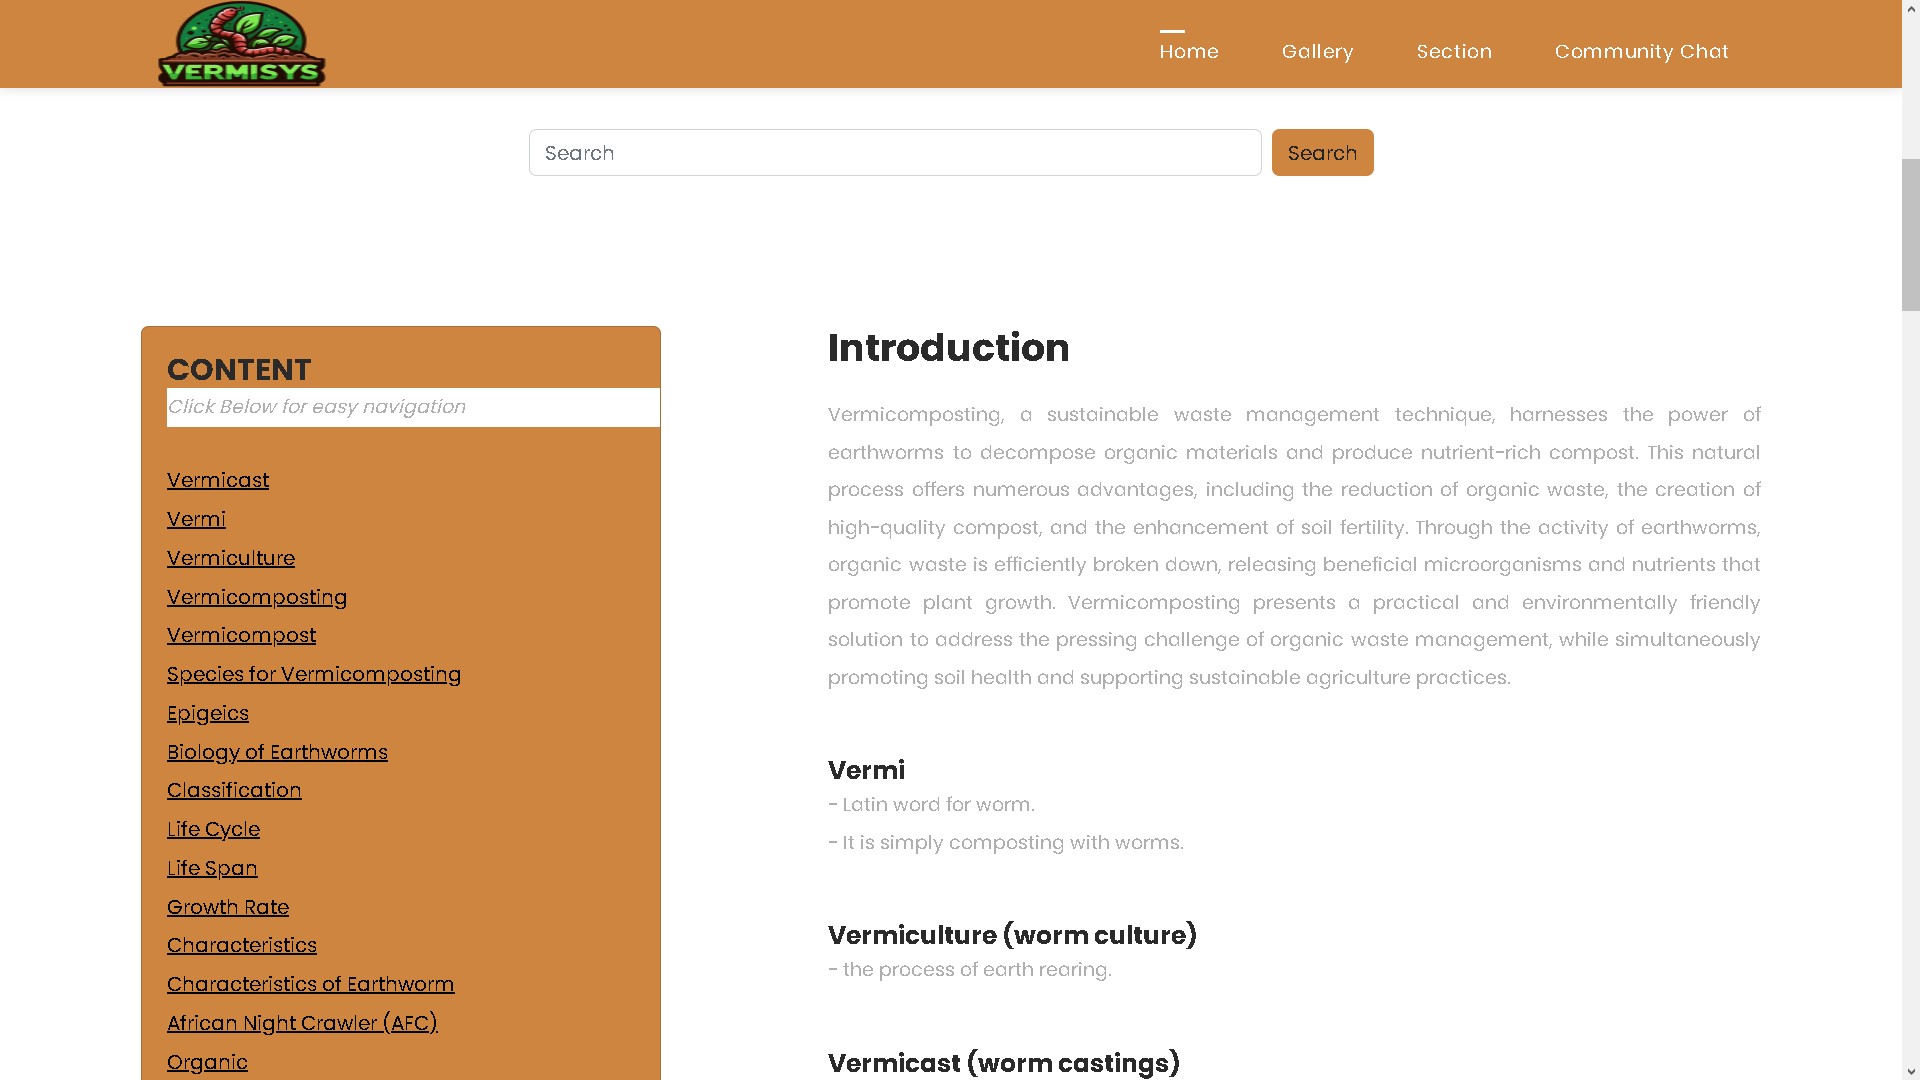 VERMISYS
Home
Gallery
Section
Community Chat
Search
Search
CONTENT
Click Below for easy navigation
Vermicast
Vermi
Vermiculture
Vermicomposting
Vermicompost
Species for Vermicomposting
Epigeics
Biology of Earthworms
Classification
Life Cycle
Life Span
Growth Rate
Characteristics
Characteristics of Earthworm
African Night Crawler (AFC)
Organic
Introduction
Vermicomposting, a sustainable waste management technique, harnesses the power of
earthworms to decompose organic materials and produce nutrient-rich compost. This natural
process offers numerous advantages, including the reduction of organic waste, the creation of
high-quality compost, and the enhancement of soil fertility. Through the activity of earthworms,
organic waste is efficiently broken down, releasing beneficial microorganisms and nutrients that
promote plant growth. Vermicomposting presents a practical and environmentally friendly
solution to address the pressing challenge of organic waste management, while simultaneously
promoting soil health and supporting sustainable agriculture practices.
Vermi
- Latin word for worm.
- It is simply composting with worms.
Vermiculture (worm culture)
- the process of earth rearing.
Vermicast (worm castings)